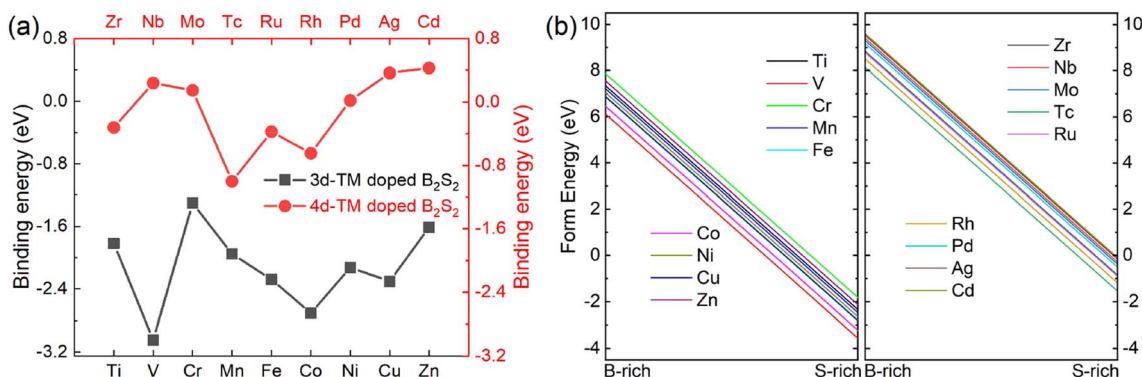 (a)
Zr Nb Mo Tc Ru Rh Pd Ag Cd
0.8
0.0
-0.8
-1.6
-2.4
-3.2
Binding energy (eV)
3d-TM doped B₂S₂
4d-TM doped B₂S₂
0.8
0.0
-0.8
-1.6
-2.4
-3.2
Binding energy (eV)
Ti V Cr Mn Fe Co Ni Cu Zn
(b)
10
8
6
4
2
0
-2
-4
Form Energy (eV)
Ti
V
Cr
Mn
Fe
Co
Ni
Cu
Zn
B-rich S-rich
Zr
Nb
Mo
Tc
Ru
Rh
Pd
Ag
Cd
B-rich S-rich
10
8
6
4
2
0
-2
-4